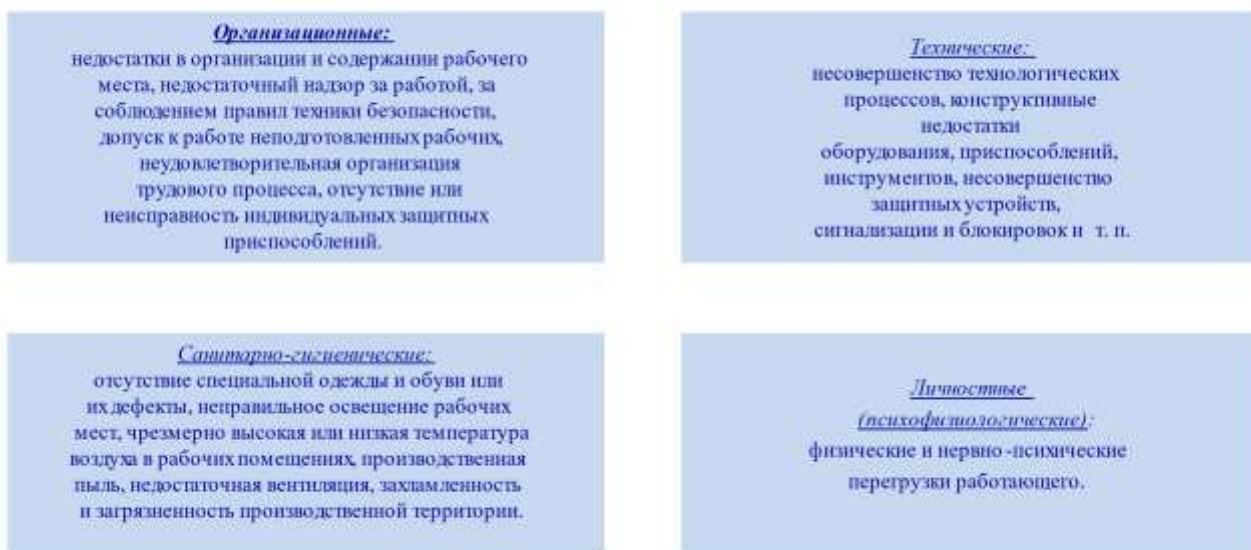 Организационные:
недостатки в организации и содержании рабочего
места, недостаточный надзор за работой, за
соблюдением правил техники безопасности,
допуск к работе неподготовленных рабочих,
неудовлетворительная организация
трудового процесса, отсутствие или
неисправность индивидуальных защитных
приспособлений.
Технические:
несовершенство технологических
процессов, конструктивные
недостатки
оборудования, приспособлений,
инструментов, несовершенство
защитных устройств,
сигнализации и блокировок и т. п.
Санитарно-гигиенические:
отсутствие специальной одежды и обуви или
их дефекты, неправильное освещение рабочих
мест, чрезмерно высокая или низкая температура
воздуха в рабочих помещениях, производственная
пыль, недостаточная вентиляция, захламленность
и загрязненность производственной территории.
Личностные
(психофизиологические):
физические и нервно-психические
перегрузки работающего.